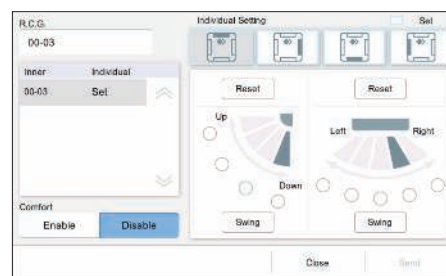 R.C.G.
00-03
Inner Individual
00-03 Set
Comfort
Enable Disable
Individual Setting Sel
Reset
Up
Down
Swing
Reset
Left Right
Swing
Close Send